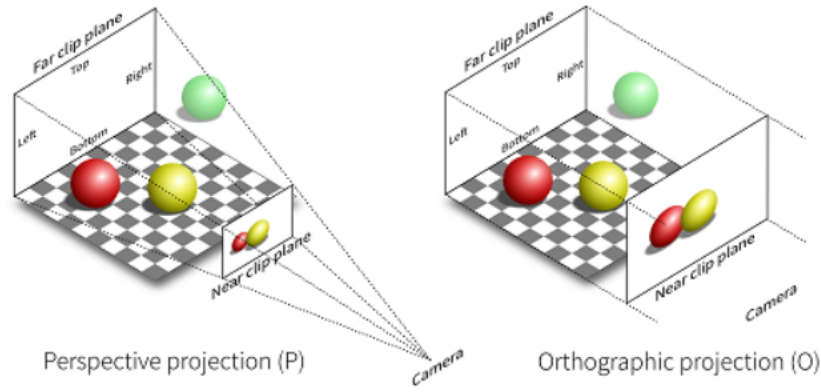 Far clip plane
Top
Right
Left
Bottom
Near clip plane
Camera
Perspective projection (P)
Far clip plane
Top
Right
Left
Bottom
Near clip plane
Camera
Orthographic projection (O)